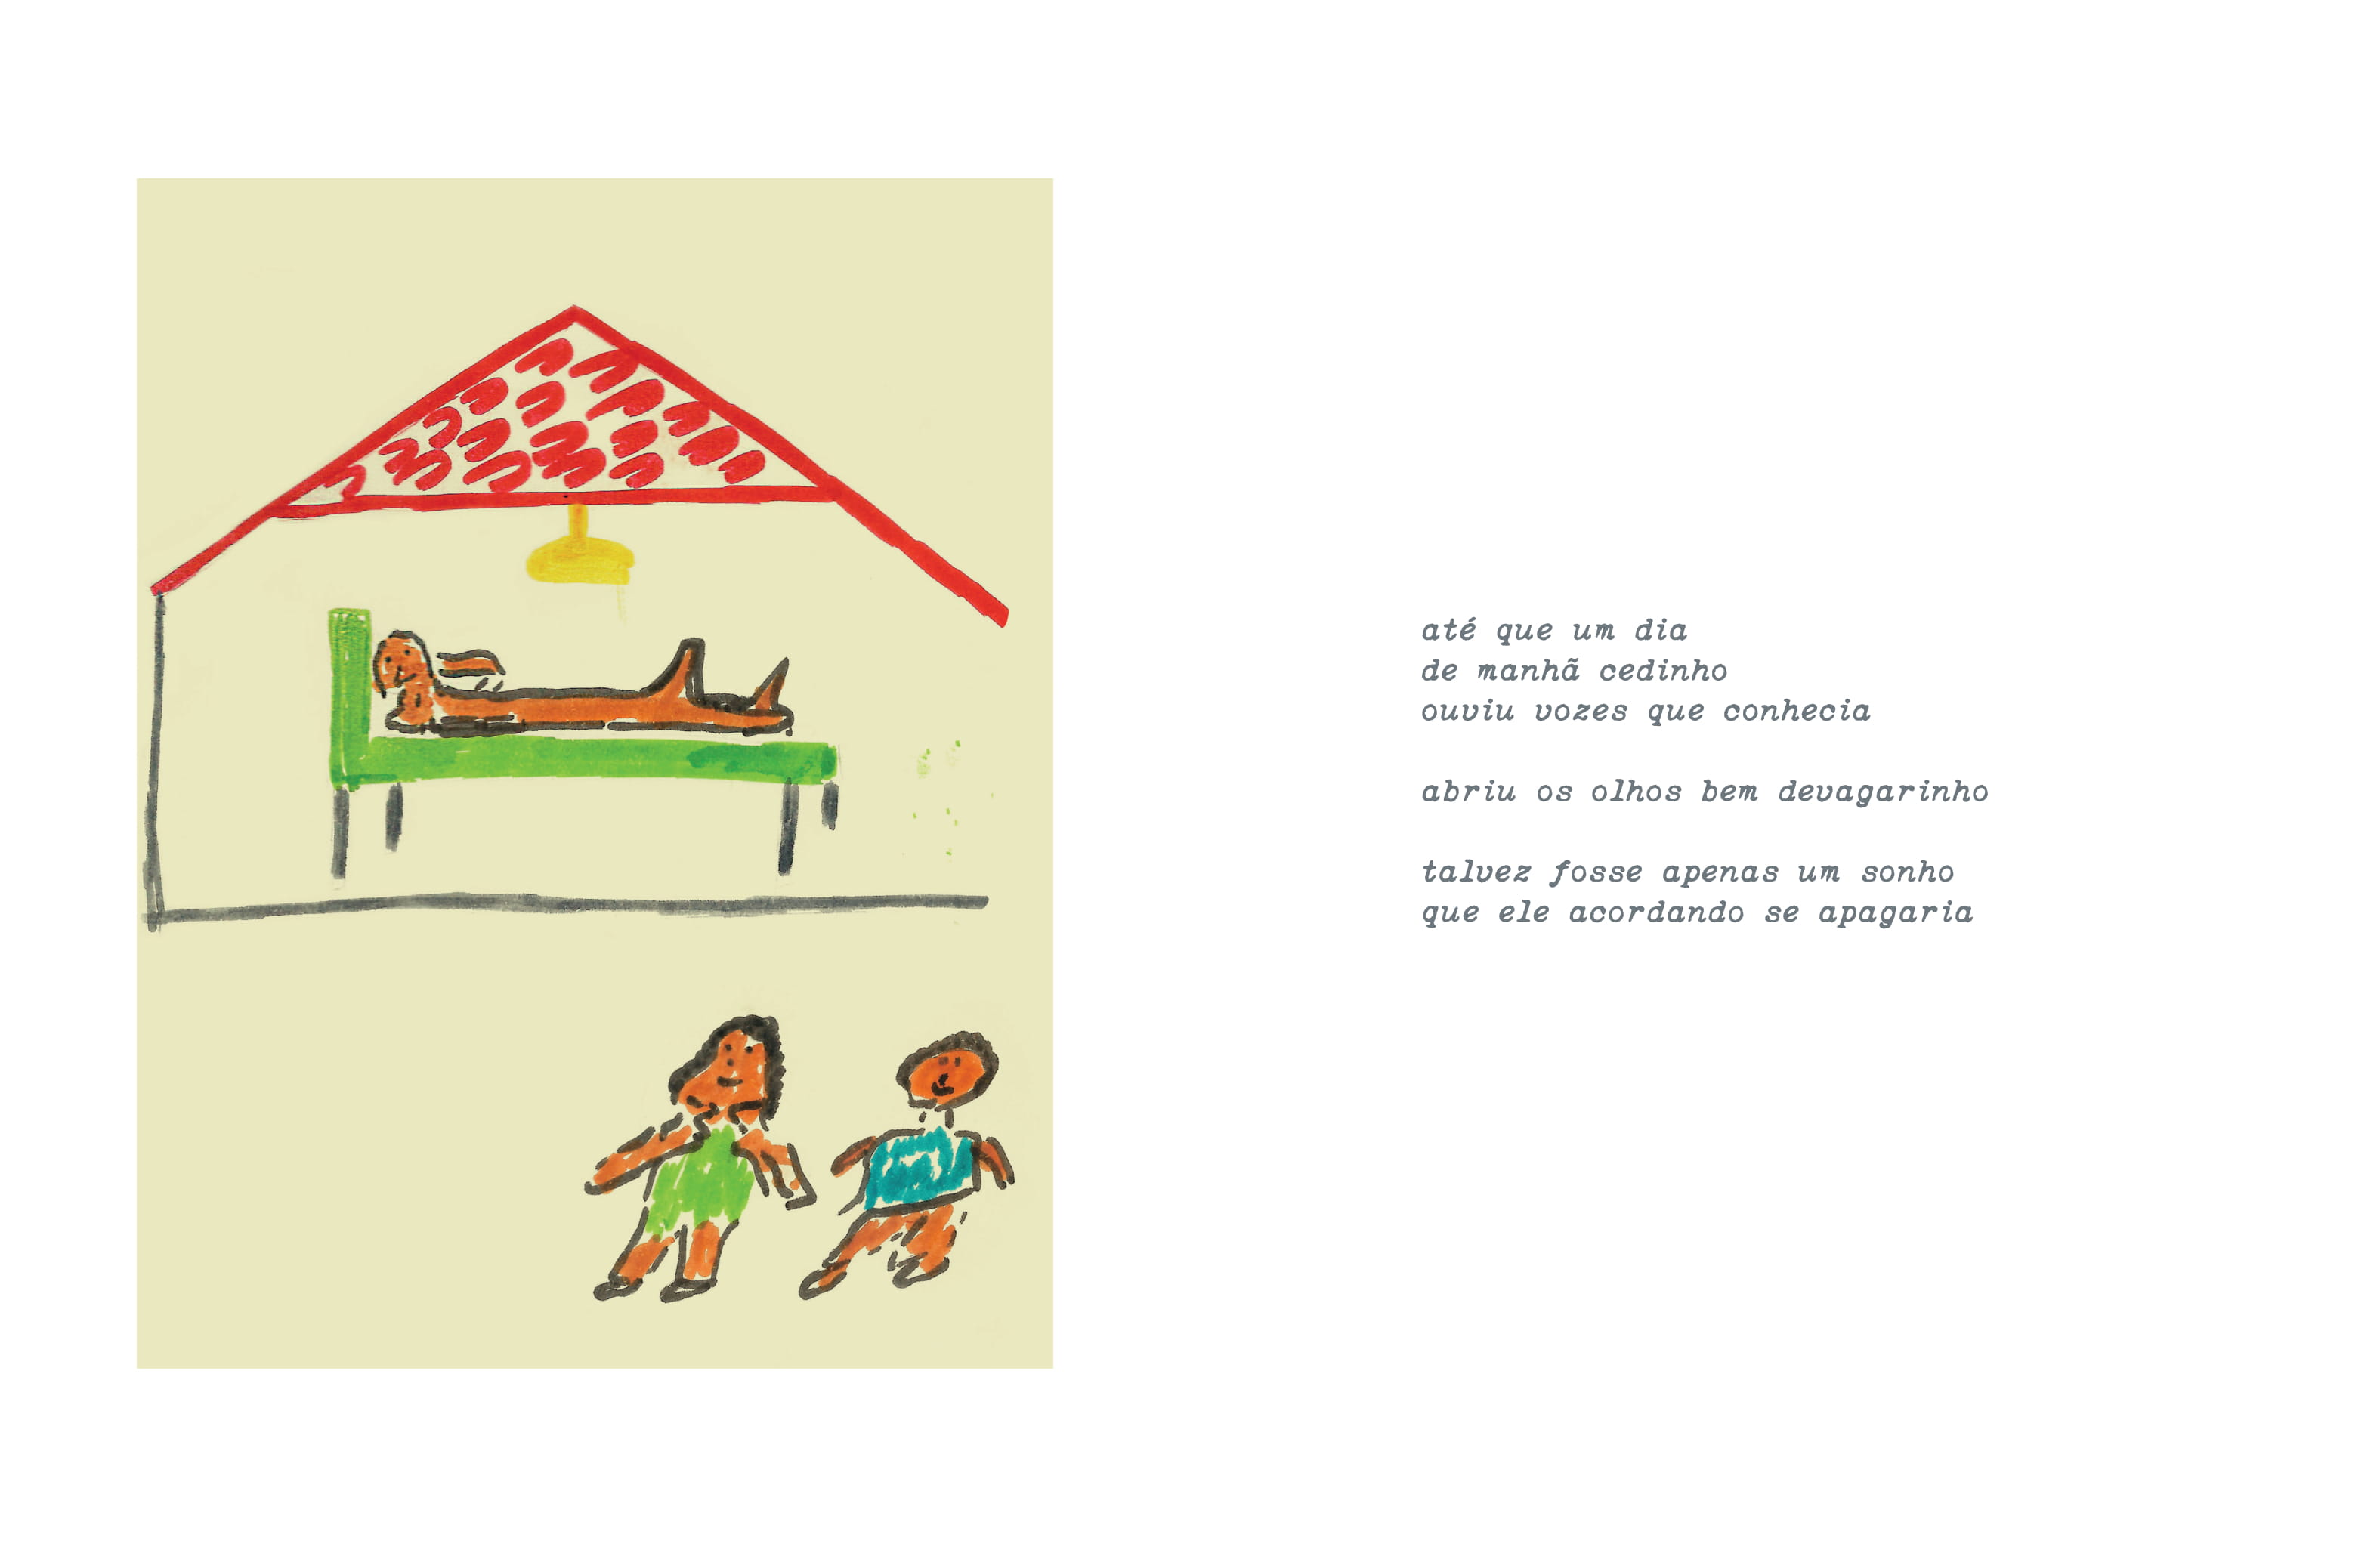 até que um dia
de manhã cedinho
ouviu vozes que conhecia
abriu os olhos bem devagarinho
talvez fosse apenas um sonho
que ele acordando se apagaria